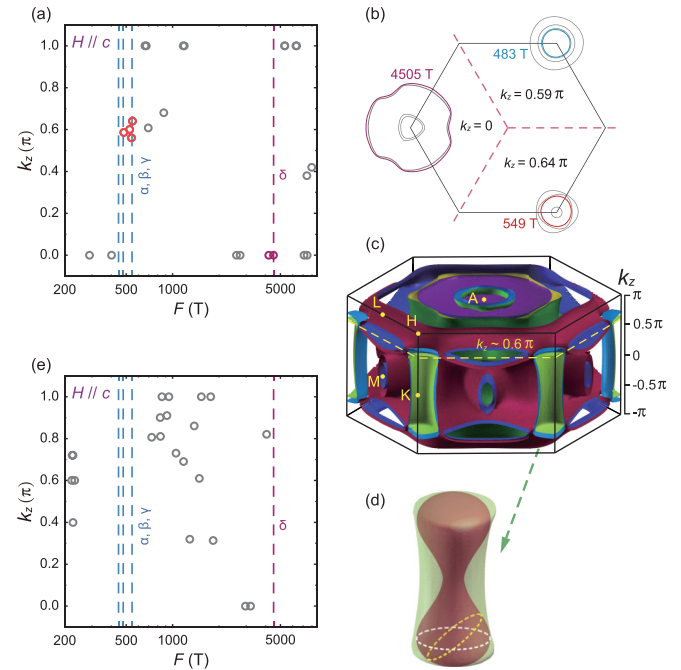 (a)
H // c
k_z (π)
1.0
0.8
0.6
0.4
0.2
0.0
α, β, γ
δ
200 500 1000 5000
F (T)
(b)
483 T
4505 T
k_z = 0.59 π
k_z = 0
k_z = 0.64 π
549 T
(c)
k_z
A
L
H
k_z ~ 0.6 π
M
K
π
0.5π
0
-0.5π
-π
(d)
(e)
H // c
k_z (π)
1.0
0.8
0.6
0.4
0.2
0.0
α, β, γ
δ
200 500 1000 5000
F (T)